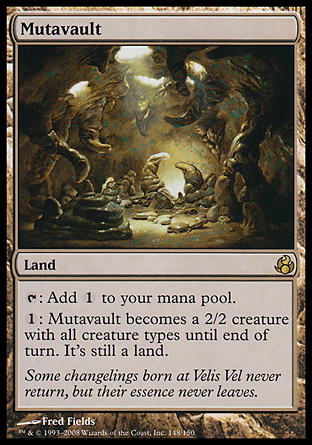 Mutavault
Land
: Add 1 to your mana pool.
1: Mutavault becomes a 2/2 creature
with all creature types until end of
turn. It's still a land.
Some changelings born at Velis Vel never
return, but their essence never leaves.
Fred Fields
™ & © 1993–2008 Wizards of the Coast, Inc. 148/150